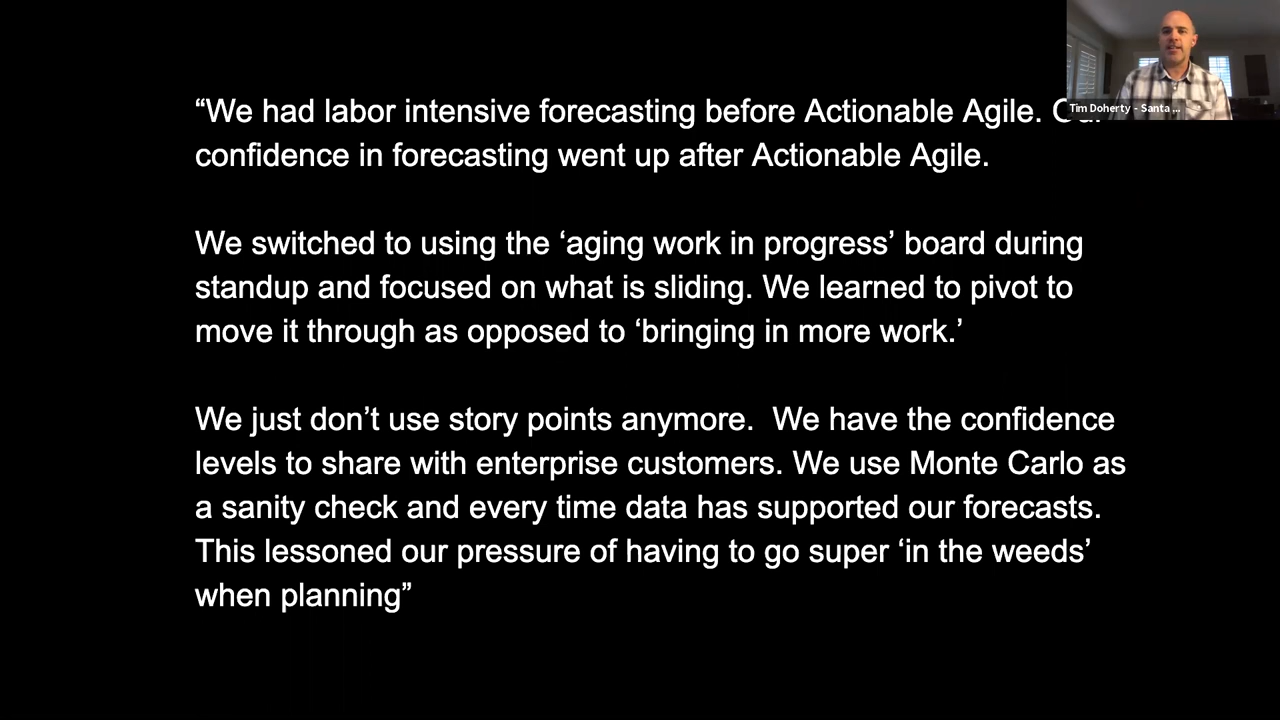 “We had labor intensive forecasting before Actionable Agile.
confidence in forecasting went up after Actionable Agile.
We switched to using the ‘aging work in progress’ board during
standup and focused on what is sliding. We learned to pivot to
move it through as opposed to ‘bringing in more work.’
We just don’t use story points anymore.  We have the confidence
levels to share with enterprise customers. We use Monte Carlo as
a sanity check and every time data has supported our forecasts.
This lessoned our pressure of having to go super ‘in the weeds’
when planning”
Tim Doherty - Santa ...